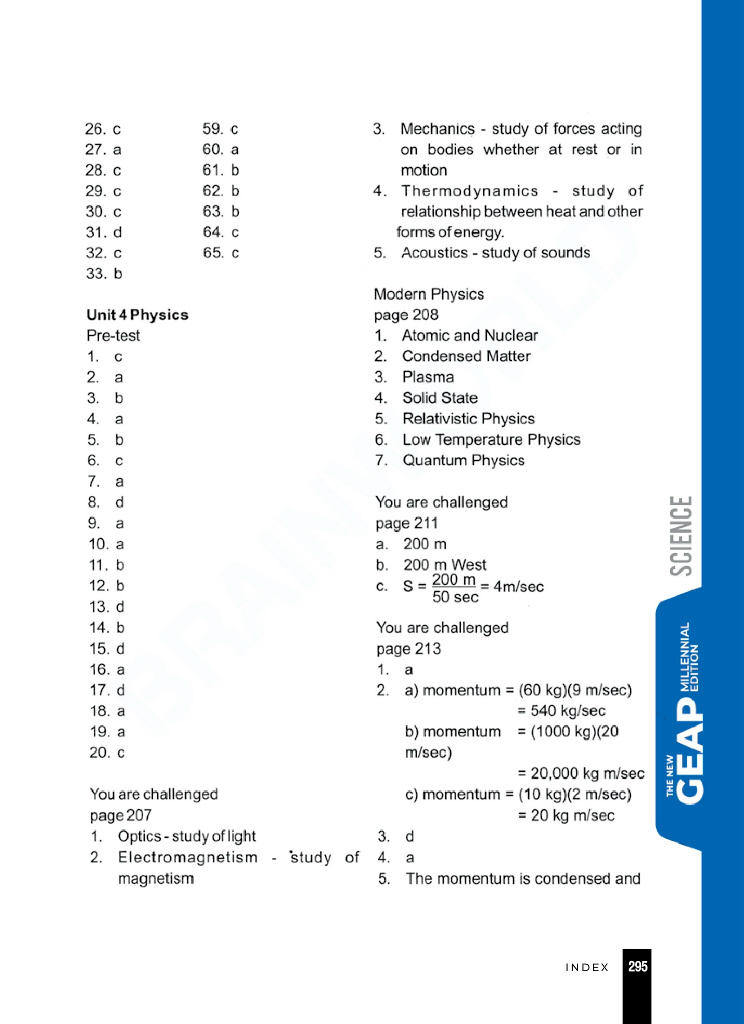 26. c
27. a
28. c
29. c
30. c
31. d
32. c
33. b
59. c
60. a
61. b
62. b
63. b
64. c
65. c
Unit 4 Physics
Pre-test
1. c
2. a
3. b
4. a
5. b
6. c
7. a
8. d
9. a
10. a
11. b
12. b
13. d
14. b
15. d
16. a
17. d
18. a
19. a
20. c
You are challenged
page 207
1. Optics - study of light
2. Electromagnetism - study of
magnetism
3. Mechanics - study of forces acting
on bodies whether at rest or in
motion
4. Thermodynamics - study of
relationship between heat and other
forms of energy.
5. Acoustics - study of sounds
Modern Physics
page 208
1. Atomic and Nuclear
2. Condensed Matter
3. Plasma
4. Solid State
5. Relativistic Physics
6. Low Temperature Physics
7. Quantum Physics
You are challenged
page 211
a. 200 m
b. 200 m West
c. S = 200 m / 50 sec = 4m/sec
You are challenged
page 213
1. a
2. a) momentum = (60 kg)(9 m/sec)
= 540 kg/sec
b) momentum = (1000 kg)(20
m/sec)
= 20,000 kg m/sec
c) momentum = (10 kg)(2 m/sec)
= 20 kg m/sec
3. d
4. a
5. The momentum is condensed and
SCIENCE
THE NEW
GEAP
MILLENNIAL
EDITION
INDEX 295
BRAINWORLD